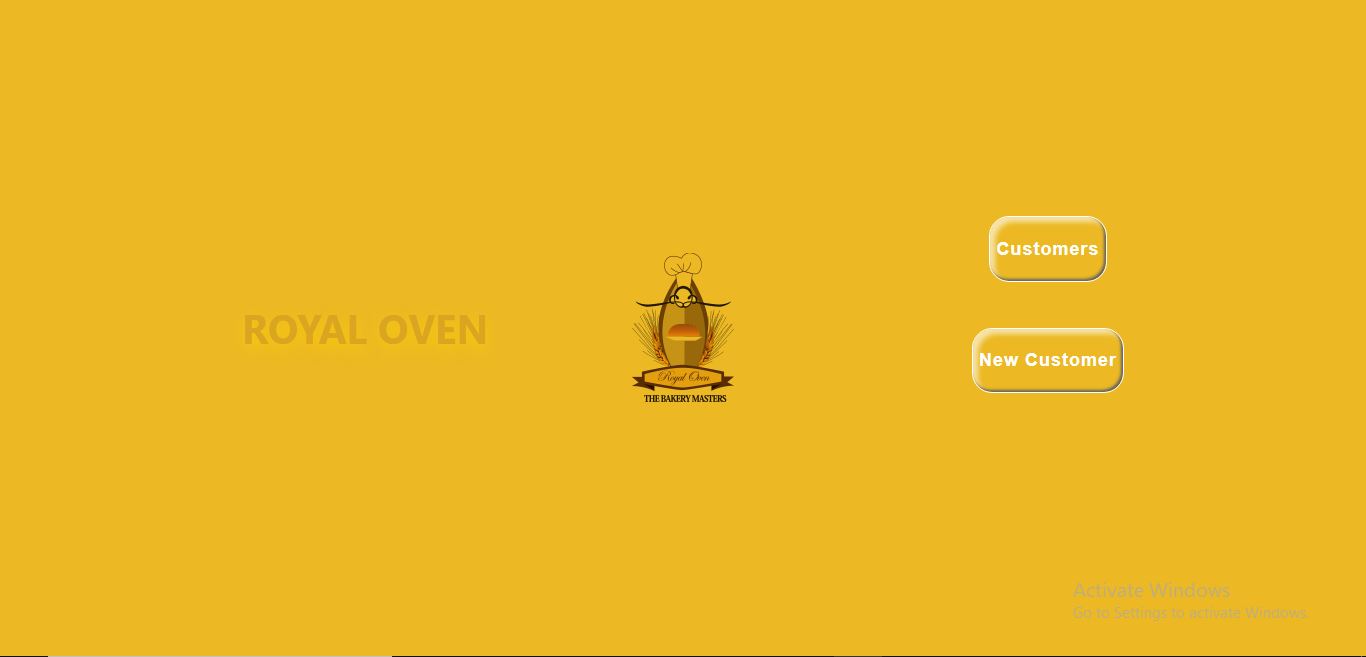 ROYAL OVEN
Royal Oven
THE BAKERY MASTERS
Customers
New Customer
Activate Windows
Go to Settings to activate Windows.